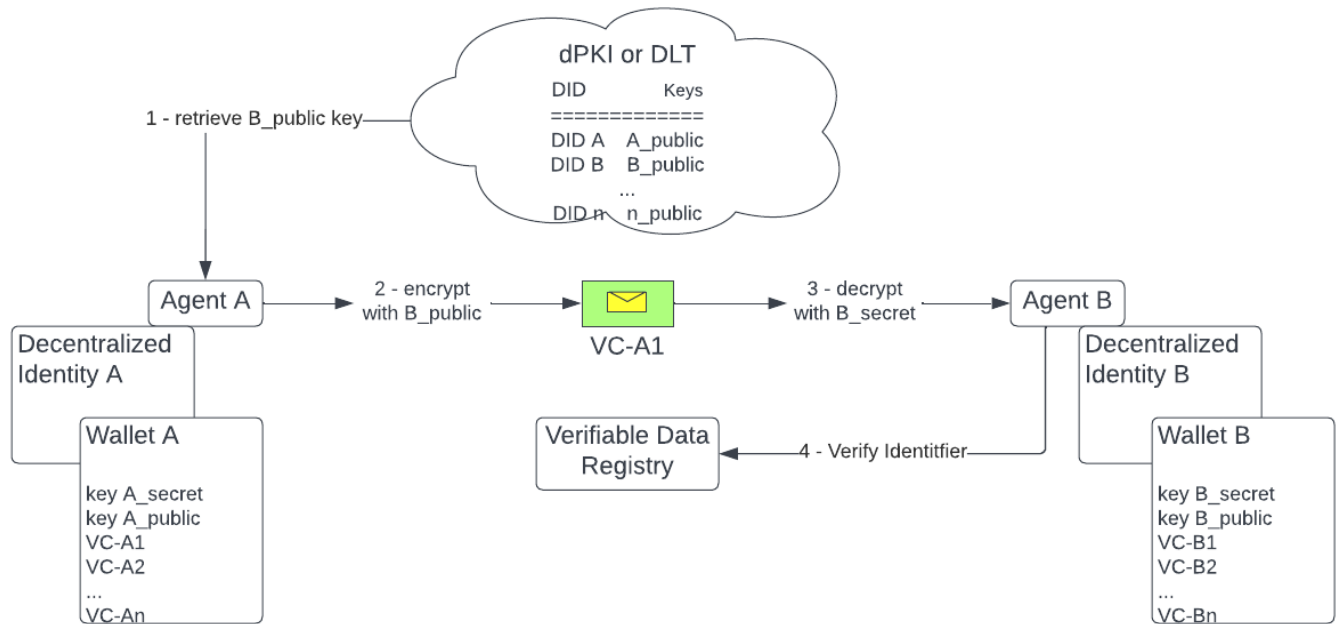 dPKI or DLT
DID Keys
=============
DID A A_public
DID B B_public
...
DID n n_public
1 - retrieve B_public key
Agent A
2 - encrypt
with B_public
VC-A1
3 - decrypt
with B_secret
Agent B
Decentralized
Identity A
Wallet A
key A_secret
key A_public
VC-A1
VC-A2
...
VC-An
Verifiable Data
Registry
4 - Verify Identitfier
Decentralized
Identity B
Wallet B
key B_secret
key B_public
VC-B1
VC-B2
...
VC-Bn